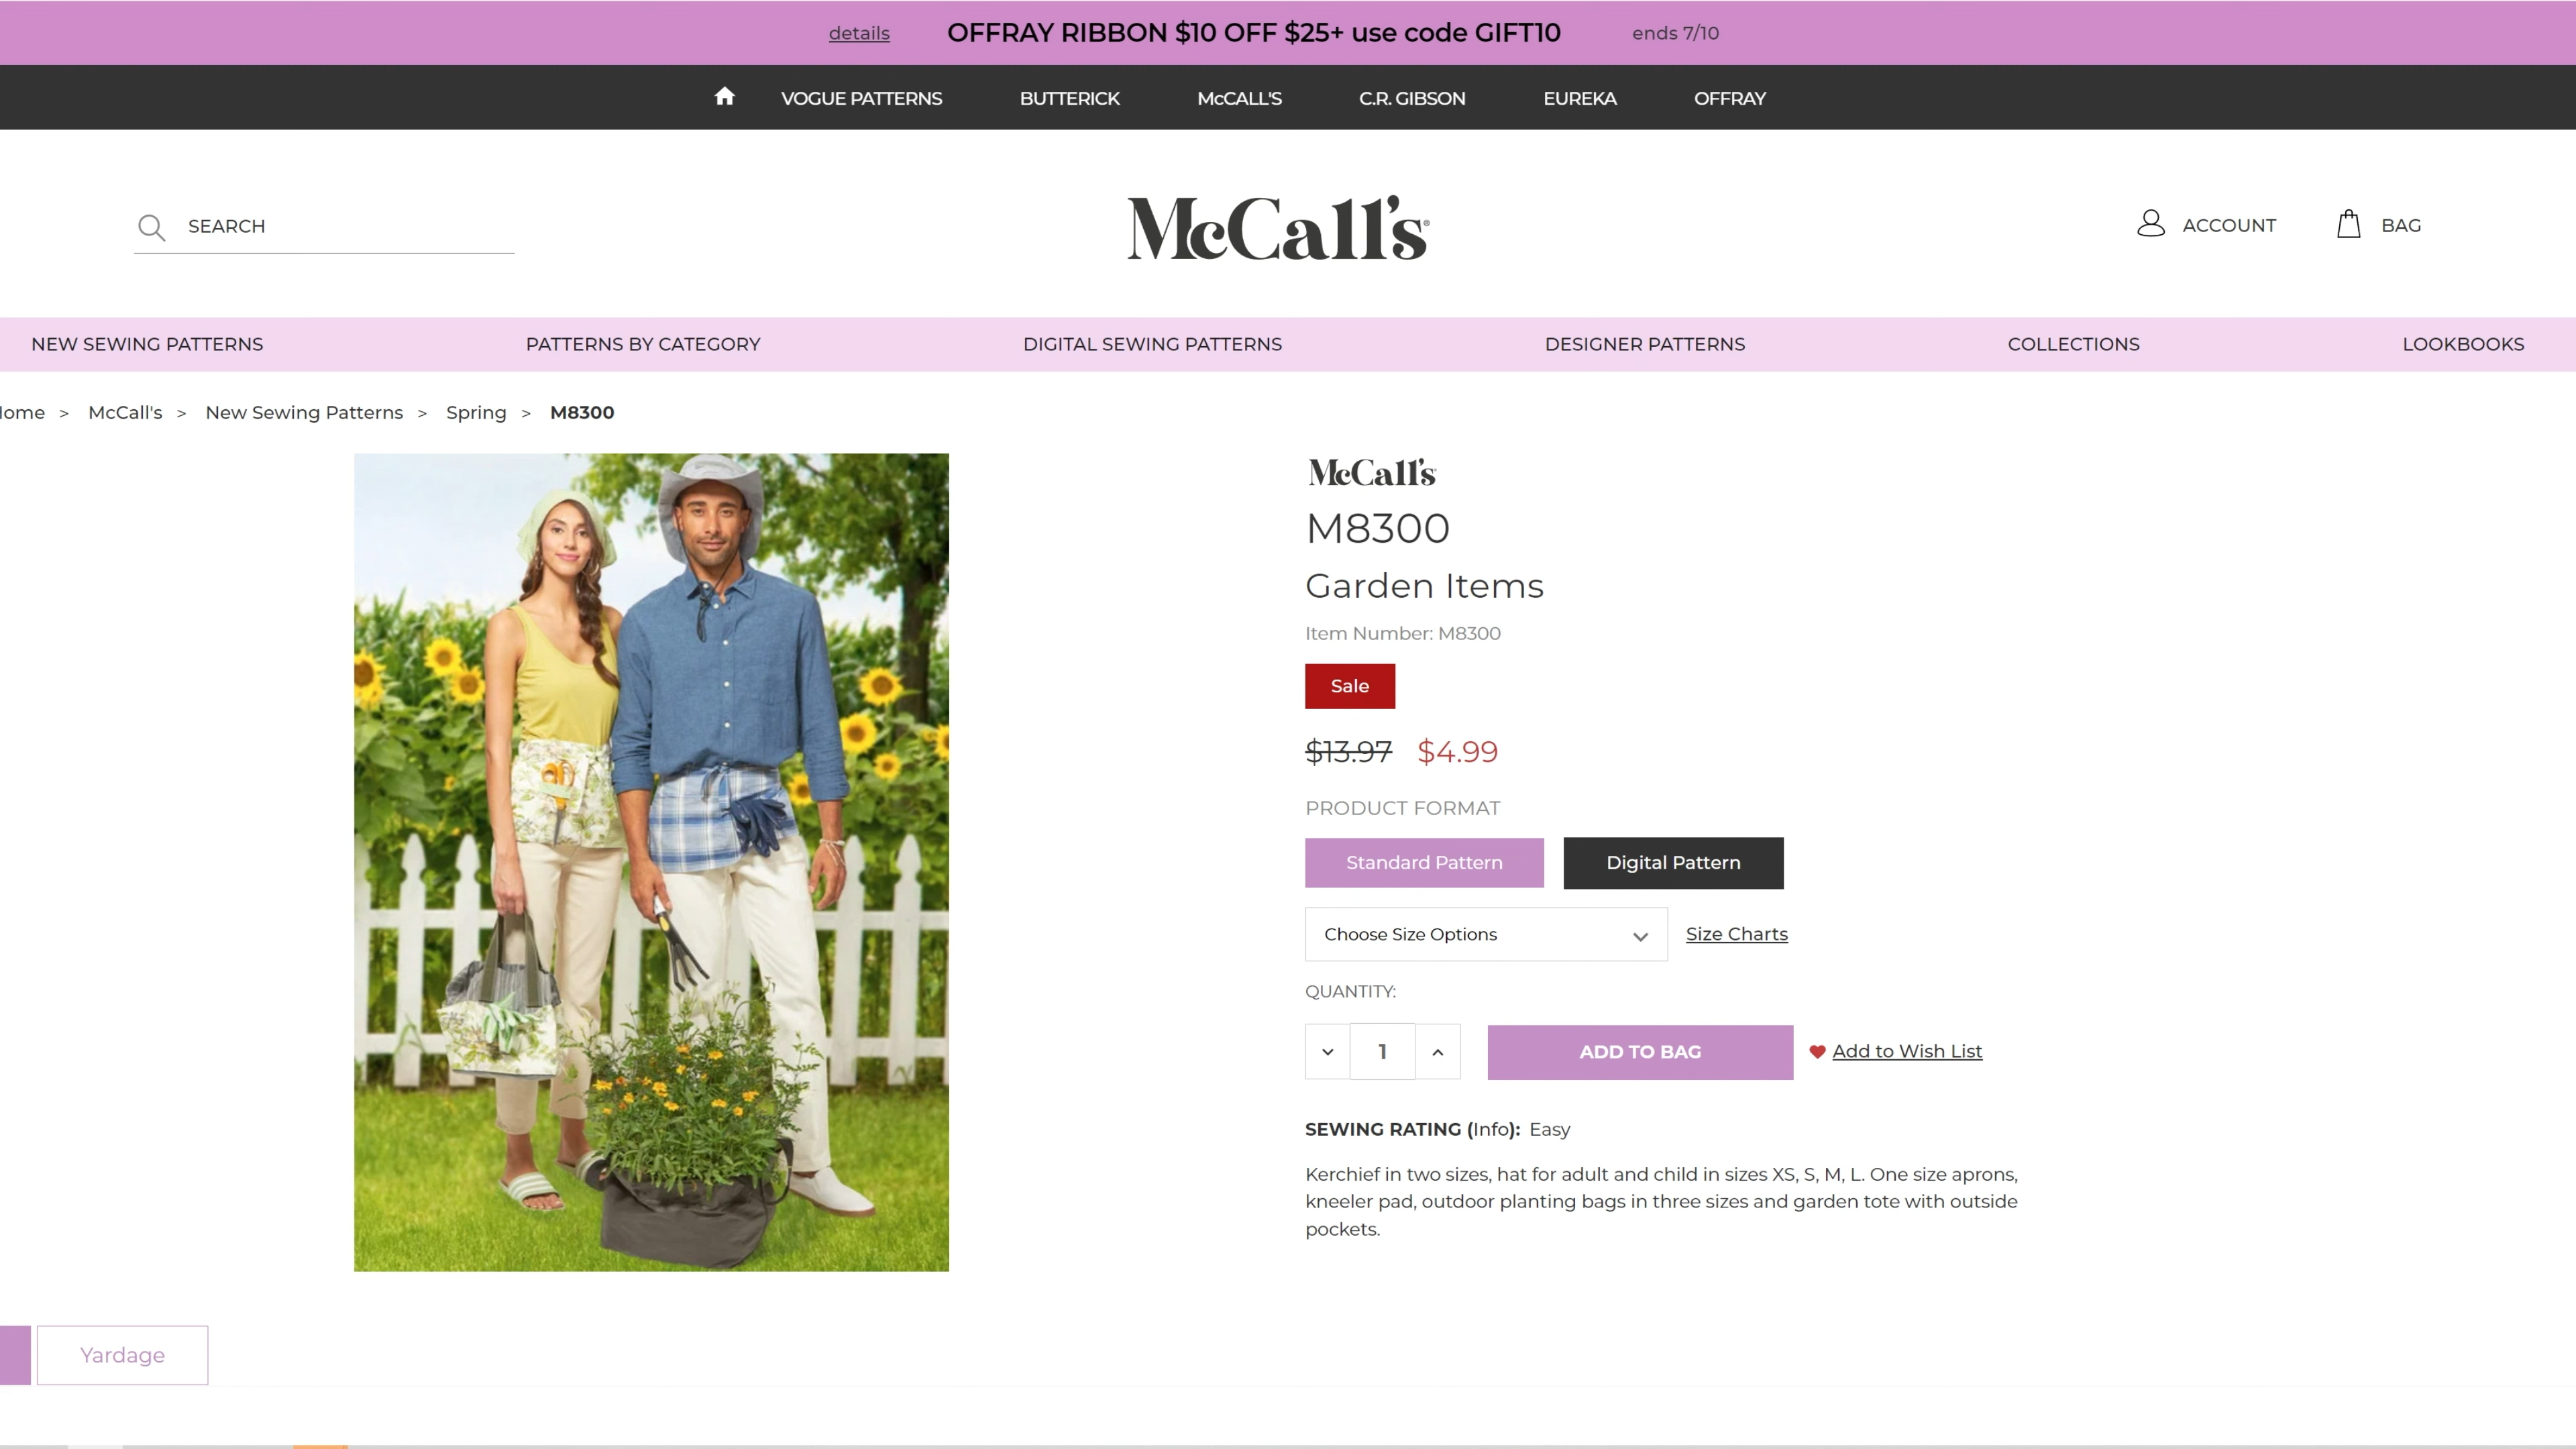 details OFFRAY RIBBON $10 OFF $25+ use code GIFT10 ends 7/10
VOGUE PATTERNS BUTTERICK McCALL'S C.R. GIBSON EUREKA OFFRAY
SEARCH
McCall's
ACCOUNT BAG
NEW SEWING PATTERNS PATTERNS BY CATEGORY DIGITAL SEWING PATTERNS DESIGNER PATTERNS COLLECTIONS LOOKBOOKS
ome > McCall's > New Sewing Patterns > Spring > M8300
McCall's
M8300
Garden Items
Item Number: M8300
Sale
$13.97 $4.99
PRODUCT FORMAT
Standard Pattern Digital Pattern
Choose Size Options Size Charts
QUANTITY:
1 ADD TO BAG Add to Wish List
SEWING RATING (Info): Easy
Kerchief in two sizes, hat for adult and child in sizes XS, S, M, L. One size aprons,
kneeler pad, outdoor planting bags in three sizes and garden tote with outside
pockets.
Yardage